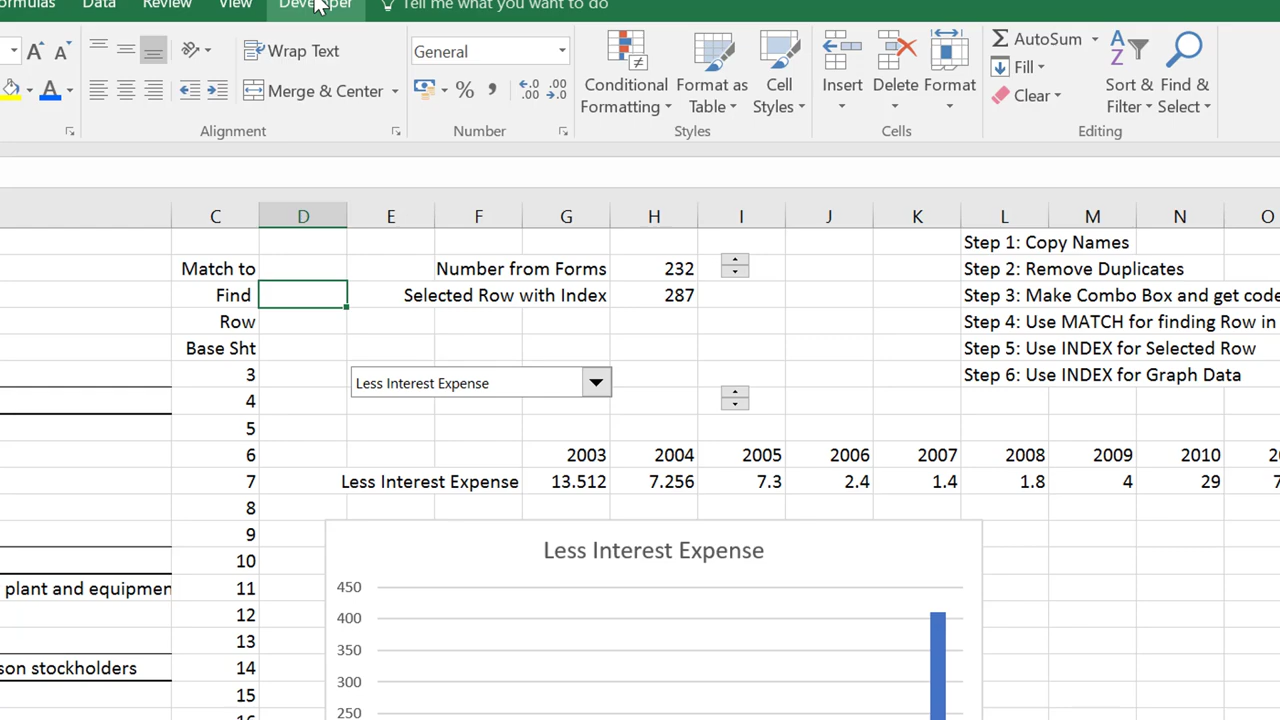 ormulas Data Review View Developer Tell me what you want to do
Wrap Text General AutoSum
Fill
Conditional Formatting Format as Table Cell Styles Insert Delete Format Sort & Filter Find & Select
Merge & Center % , .00 .00 Clear
Alignment Number Styles Cells Editing
C D E F G H I J K L M N O
Step 1: Copy Names
Match to Number from Forms 232 Step 2: Remove Duplicates
Find Selected Row with Index 287 Step 3: Make Combo Box and get code
Row Step 4: Use MATCH for finding Row in
Base Sht Step 5: Use INDEX for Selected Row
3 Less Interest Expense Step 6: Use INDEX for Graph Data
4
5
6 2003 2004 2005 2006 2007 2008 2009 2010
7 Less Interest Expense 13.512 7.256 7.3 2.4 1.4 1.8 4 29
8
9
10 Less Interest Expense
plant and equipmen 11 450
12 400
13 350
son stockholders 14 300
15 250